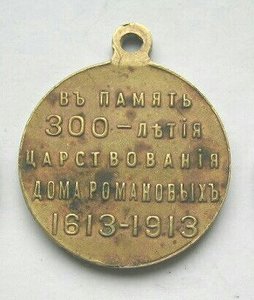 ВЪ ПАМЯТЬ
300-ЛѢТІЯ
ЦАРСТВОВАНІЯ
ДОМА РОМАНОВЫХЪ
1613-1913